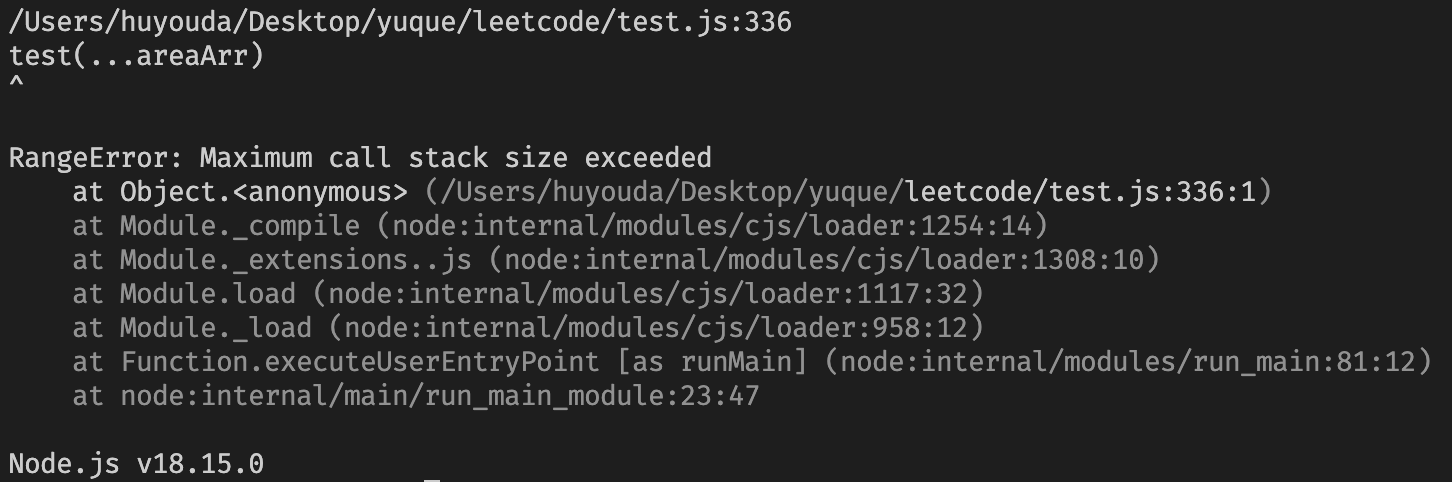 /Users/huyouda/Desktop/yuque/leetcode/test.js:336
test(...areaArr)
^
RangeError: Maximum call stack size exceeded
    at Object.<anonymous> (/Users/huyouda/Desktop/yuque/leetcode/test.js:336:1)
    at Module._compile (node:internal/modules/cjs/loader:1254:14)
    at Module._extensions..js (node:internal/modules/cjs/loader:1308:10)
    at Module.load (node:internal/modules/cjs/loader:1117:32)
    at Module._load (node:internal/modules/cjs/loader:958:12)
    at Function.executeUserEntryPoint [as runMain] (node:internal/modules/run_main:81:12)
    at node:internal/main/run_main_module:23:47
Node.js v18.15.0